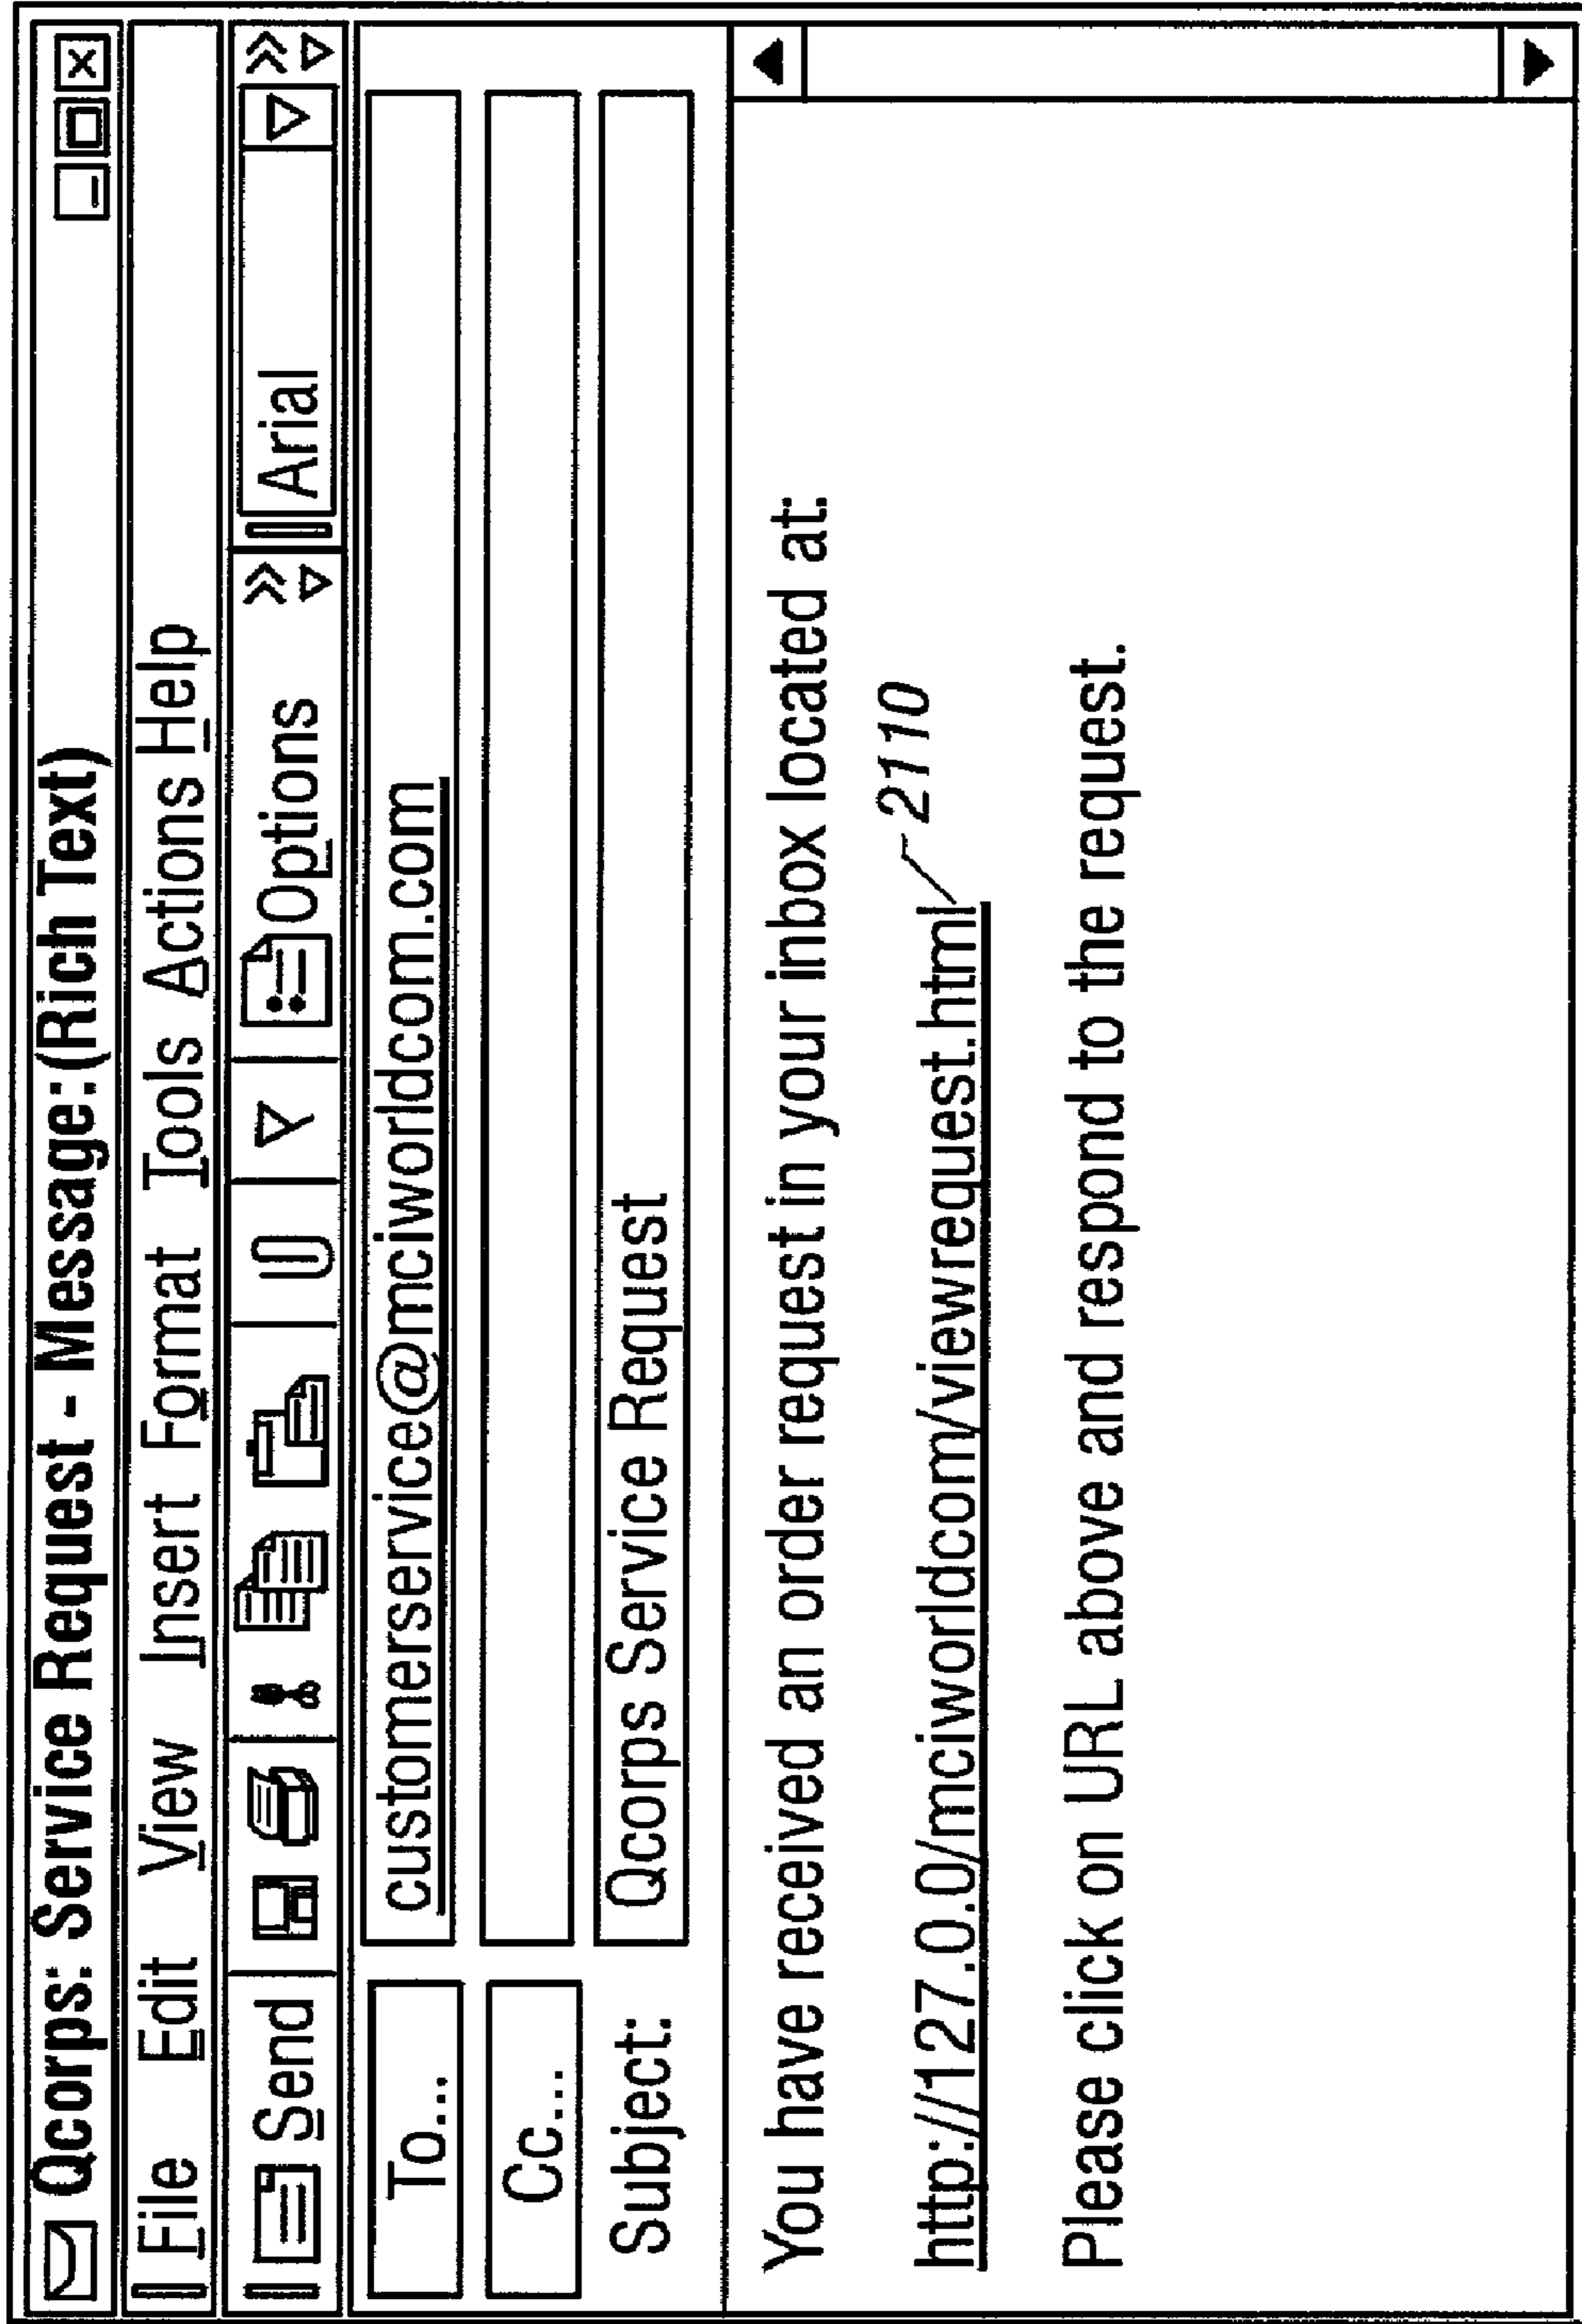 Qcorps: Service Request - Message:(Rich Text)
File Edit View Insert Format Tools Actions Help
Send Options Arial
To... customerservice@mciworldcom.com
Cc...
Subject: Qcorps Service Request
You have received an order request in your inbox located at:
2110
http://127.0.0/mciworldcom/viewrequest.html
Please click on URL above and respond to the request.